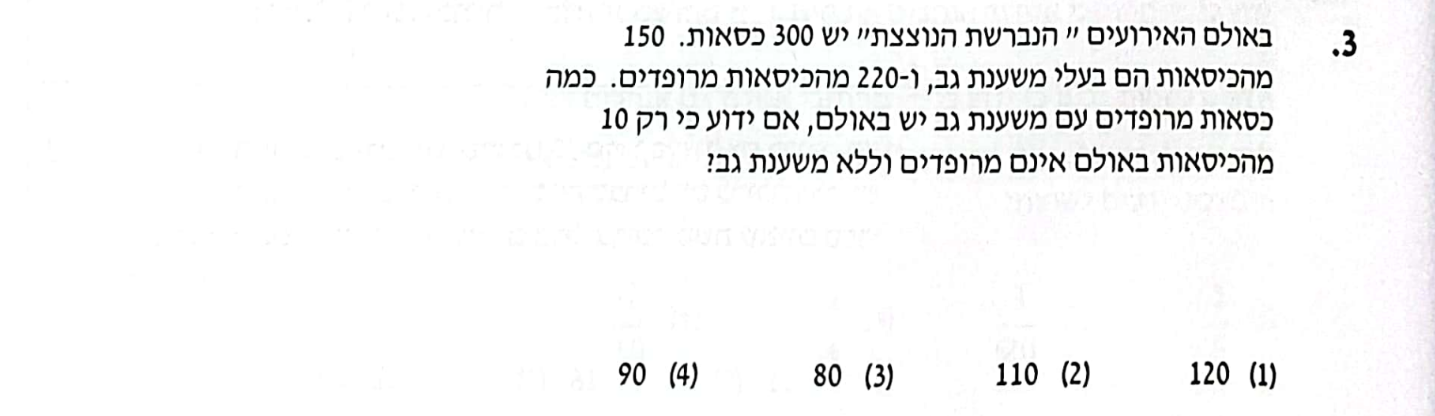 .3
באולם האירועים ״ הנברשת הנוצצת״ יש 300 כסאות. 150
מהכיסאות הם בעלי משענת גב, ו-220 מהכיסאות מרופדים. כמה
כסאות מרופדים עם משענת גב יש באולם, אם ידוע כי רק 10
מהכיסאות באולם אינם מרופדים וללא משענת גב?
(1) 120 (2) 110 (3) 80 (4) 90